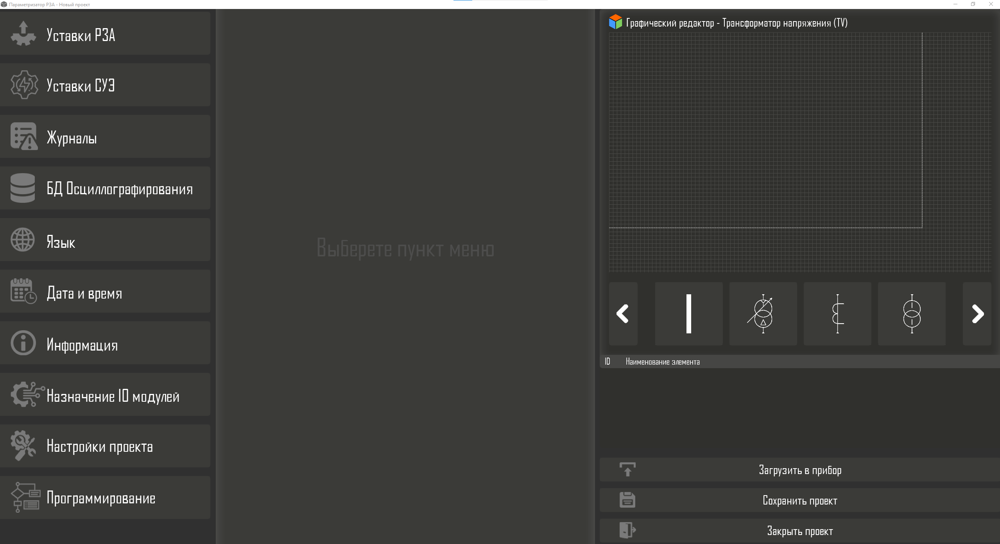 Параметризатор РЗА - Новый проект
Уставки РЗА
Уставки СУЭ
Журналы
БД Осциллографирования
Язык
Дата и время
Информация
Назначение IO модулей
Настройки проекта
Программирование
Выберете пункт меню
Графический редактор - Трансформатор напряжения (TV)
ID Наименование элемента
Загрузить в прибор
Сохранить проект
Закрыть проект